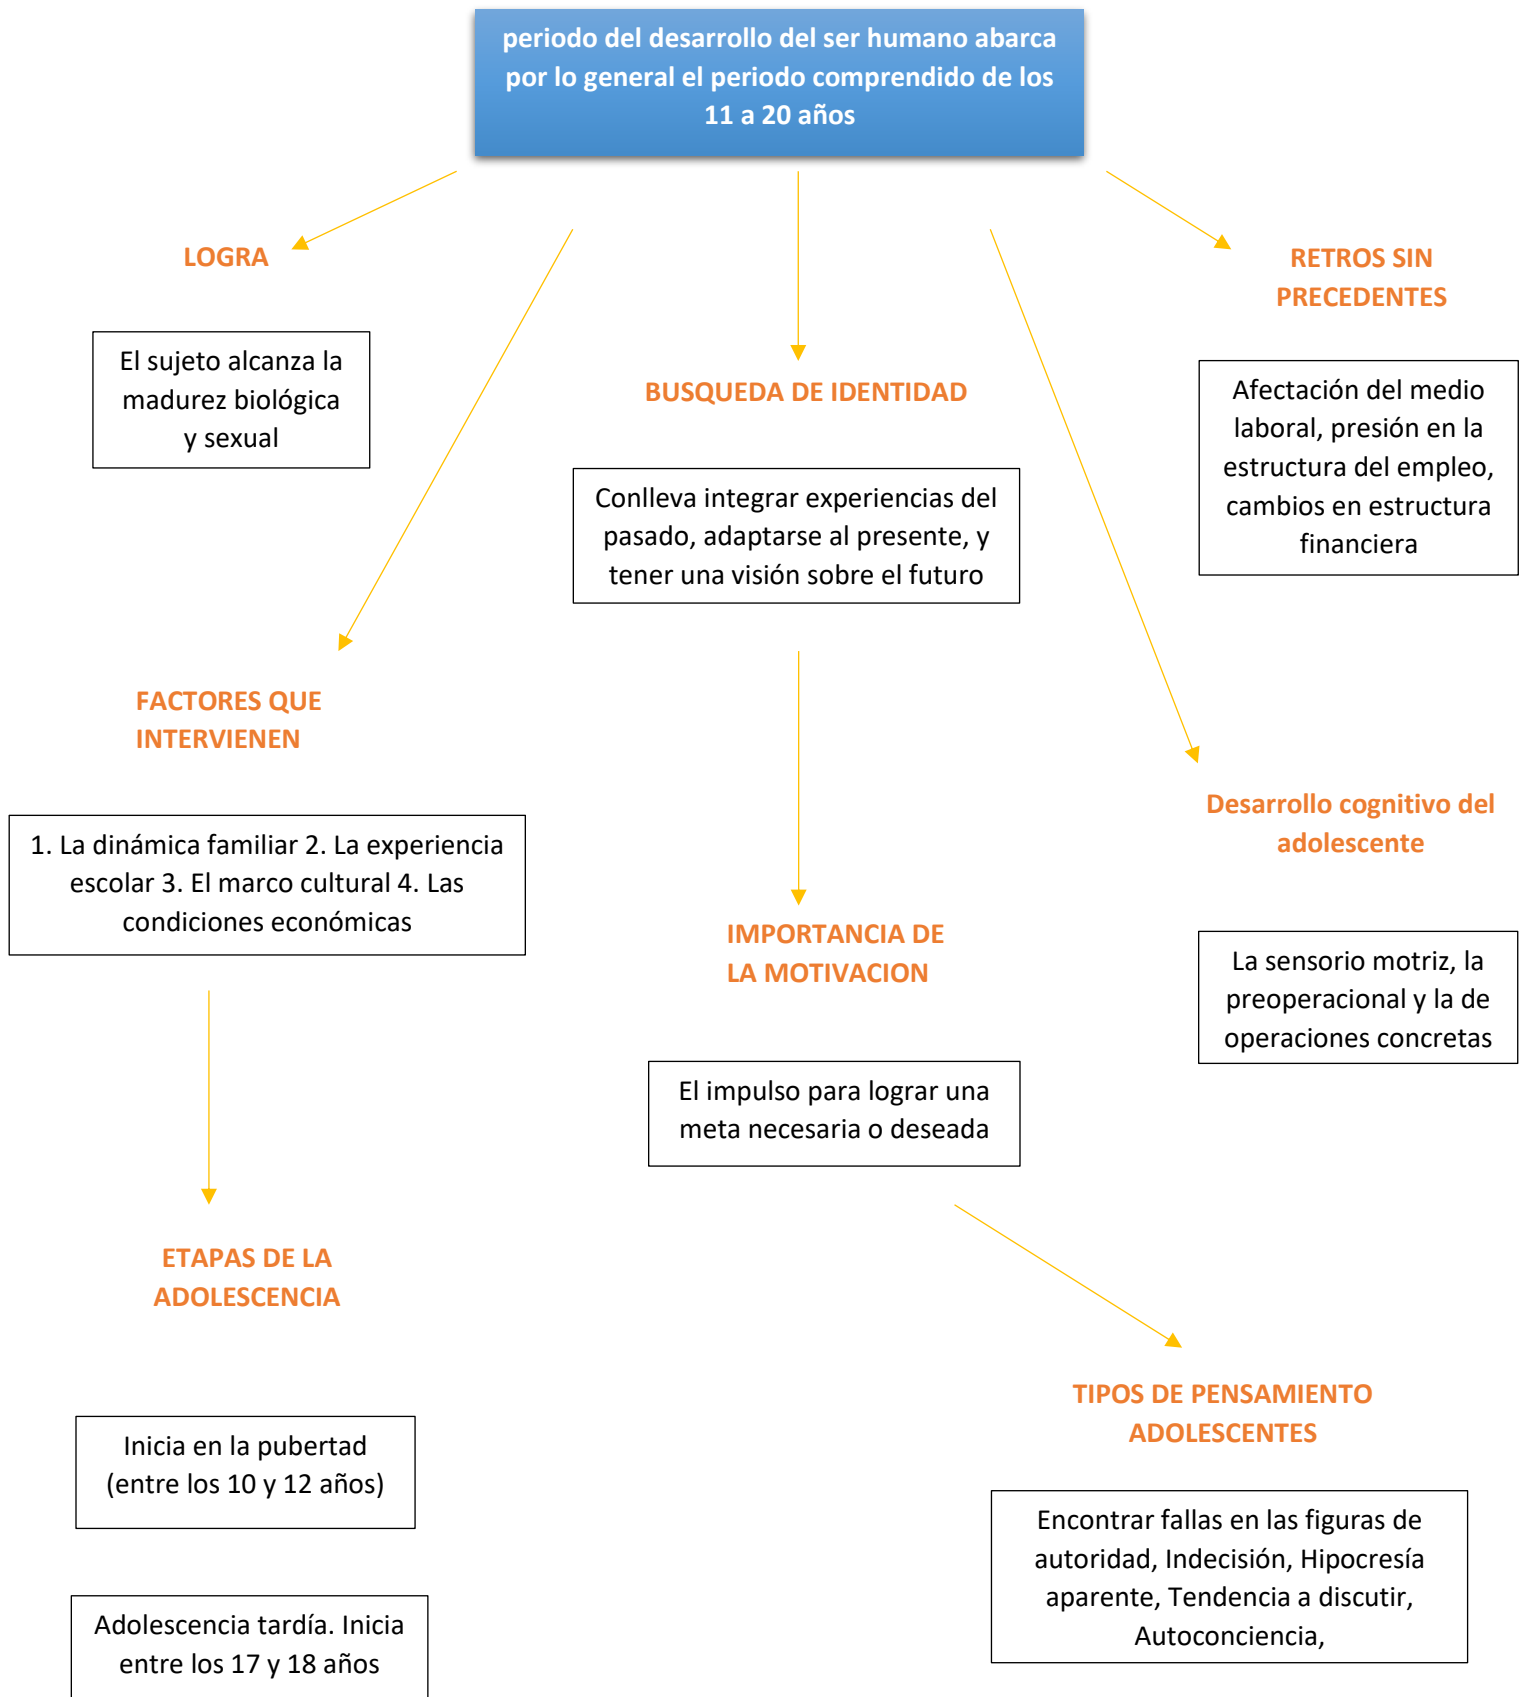 periodo del desarrollo del ser humano abarca
por lo general el periodo comprendido de los
11 a 20 años
LOGRA
El sujeto alcanza la
madurez biológica
y sexual
RETROS SIN
PRECEDENTES
Afectación del medio
laboral, presión en la
estructura del empleo,
cambios en estructura
financiera
BUSQUEDA DE IDENTIDAD
Conlleva integrar experiencias del
pasado, adaptarse al presente, y
tener una visión sobre el futuro
FACTORES QUE
INTERVIENEN
1. La dinámica familiar 2. La experiencia
escolar 3. El marco cultural 4. Las
condiciones económicas
Desarrollo cognitivo del
adolescente
La sensorio motriz, la
preoperacional y la de
operaciones concretas
IMPORTANCIA DE
LA MOTIVACION
El impulso para lograr una
meta necesaria o deseada
ETAPAS DE LA
ADOLESCENCIA
Inicia en la pubertad
(entre los 10 y 12 años)
Adolescencia tardía. Inicia
entre los 17 y 18 años
TIPOS DE PENSAMIENTO
ADOLESCENTES
Encontrar fallas en las figuras de
autoridad, Indecisión, Hipocresía
aparente, Tendencia a discutir,
Autoconciencia,